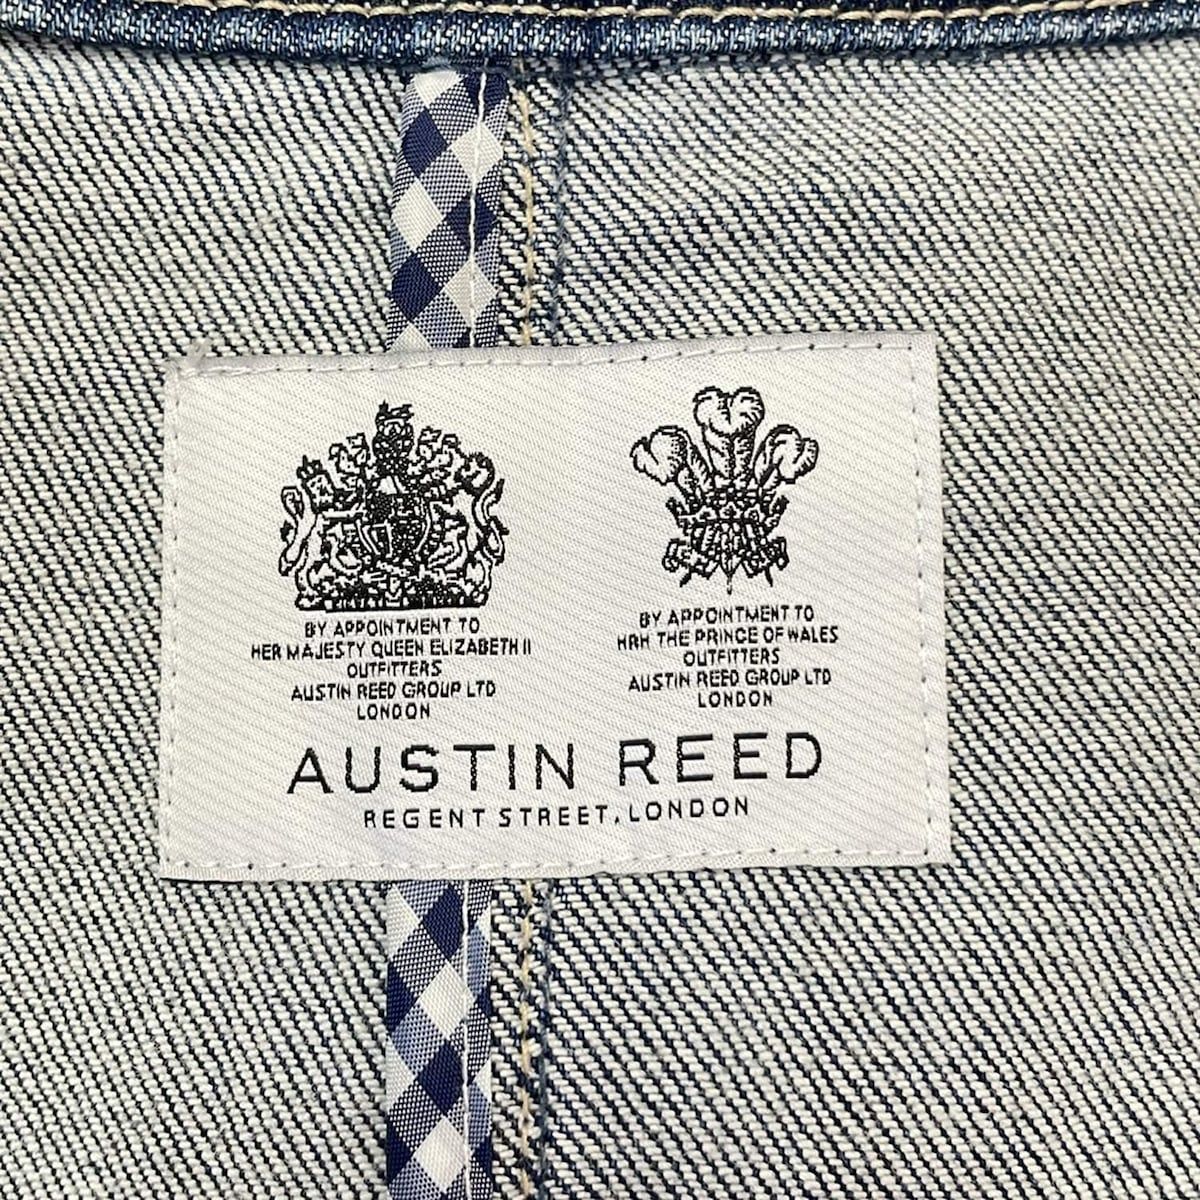 BY APPOINTMENT TO
HER MAJESTY QUEEN ELIZABETH II
OUTFITTERS
AUSTIN REED GROUP LTD
LONDON
BY APPOINTMENT TO
HRH THE PRINCE OF WALES
OUTFITTERS
AUSTIN REED GROUP LTD
LONDON
AUSTIN REED
REGENT STREET, LONDON